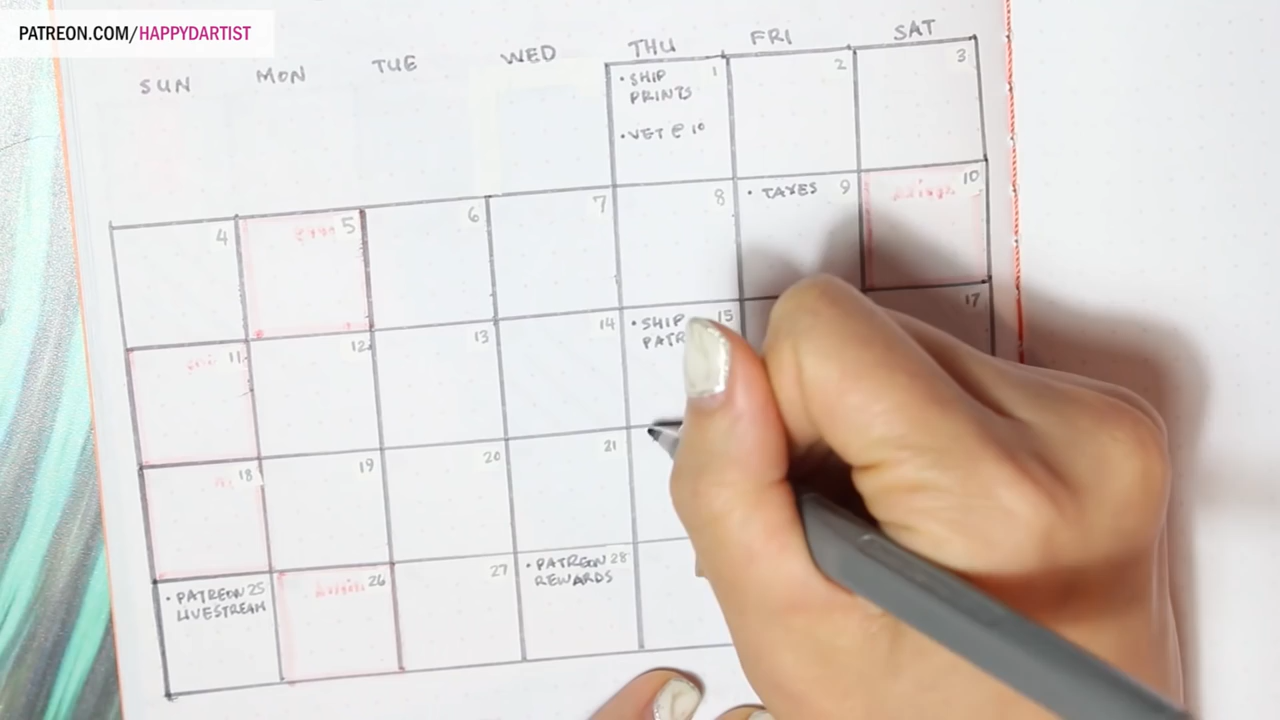 PATREON.COM/HAPPYDARTIST
SUN MON TUE WED THU FRI SAT
• SHIP 1 2 3
PRINTS
• VET @ 10
4 5 6 7 8 • TAXES 9 10
11 12 13 14 • SHIP 15 17
18 19 20 21
• PATREON 25 26 27 • PATREON 28
LIVESTREAM REWARDS